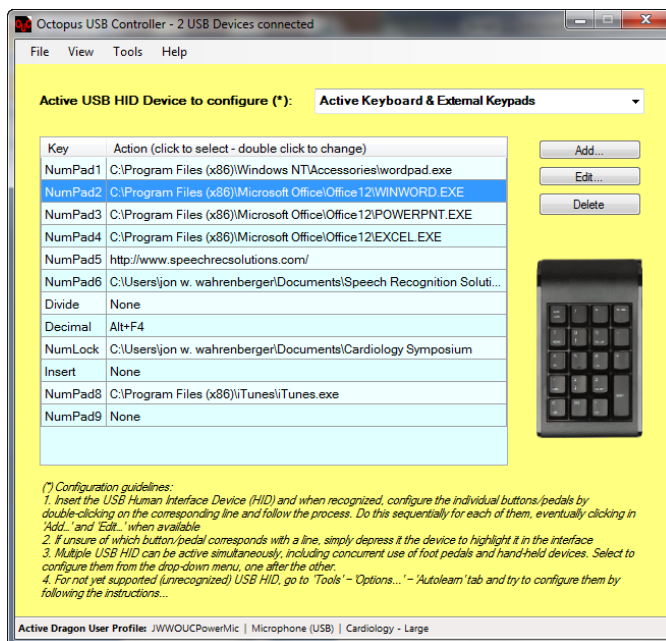 Octopus USB Controller - 2 USB Devices connected
File View Tools Help
Active USB HID Device to configure (*): Active Keyboard & External Keypads
Key Action (click to select - double click to change)
NumPad1 C:\Program Files (x86)\Windows NT\Accessories\wordpad.exe
NumPad2 C:\Program Files (x86)\Microsoft Office\Office12\WINWORD.EXE
NumPad3 C:\Program Files (x86)\Microsoft Office\Office12\POWERPNT.EXE
NumPad4 C:\Program Files (x86)\Microsoft Office\Office12\EXCEL.EXE
NumPad5 http://www.speechrecsolutions.com/
NumPad6 C:\Users\jon w. wahrenberger\Documents\Speech Recognition Soluti...
Divide None
Decimal Alt+F4
NumLock C:\Users\jon w. wahrenberger\Documents\Cardiology Symposium
Insert None
NumPad8 C:\Program Files (x86)\iTunes\iTunes.exe
NumPad9 None
Add...
Edit...
Delete
(*) Configuration guidelines:
1. Insert the USB Human Interface Device (HID) and when recognized, configure the individual buttons/pedals by
double-clicking on the corresponding line and follow the process. Do this sequentially for each of them, eventually clicking in
'Add...' and 'Edit...' when available
2. If unsure of which button/pedal corresponds with a line, simply depress it the device to highlight it in the interface
3. Multiple USB HID can be active simultaneously, including concurrent use of foot pedals and hand-held devices. Select to
configure them from the drop-down menu, one after the other.
4. For not yet supported (unrecognized) USB HID, go to 'Tools' - 'Options...' - 'Autolearn' tab and try to configure them by
following the instructions...
Active Dragon User Profile: JWWOUCPowerMic | Microphone (USB) | Cardiology - Large